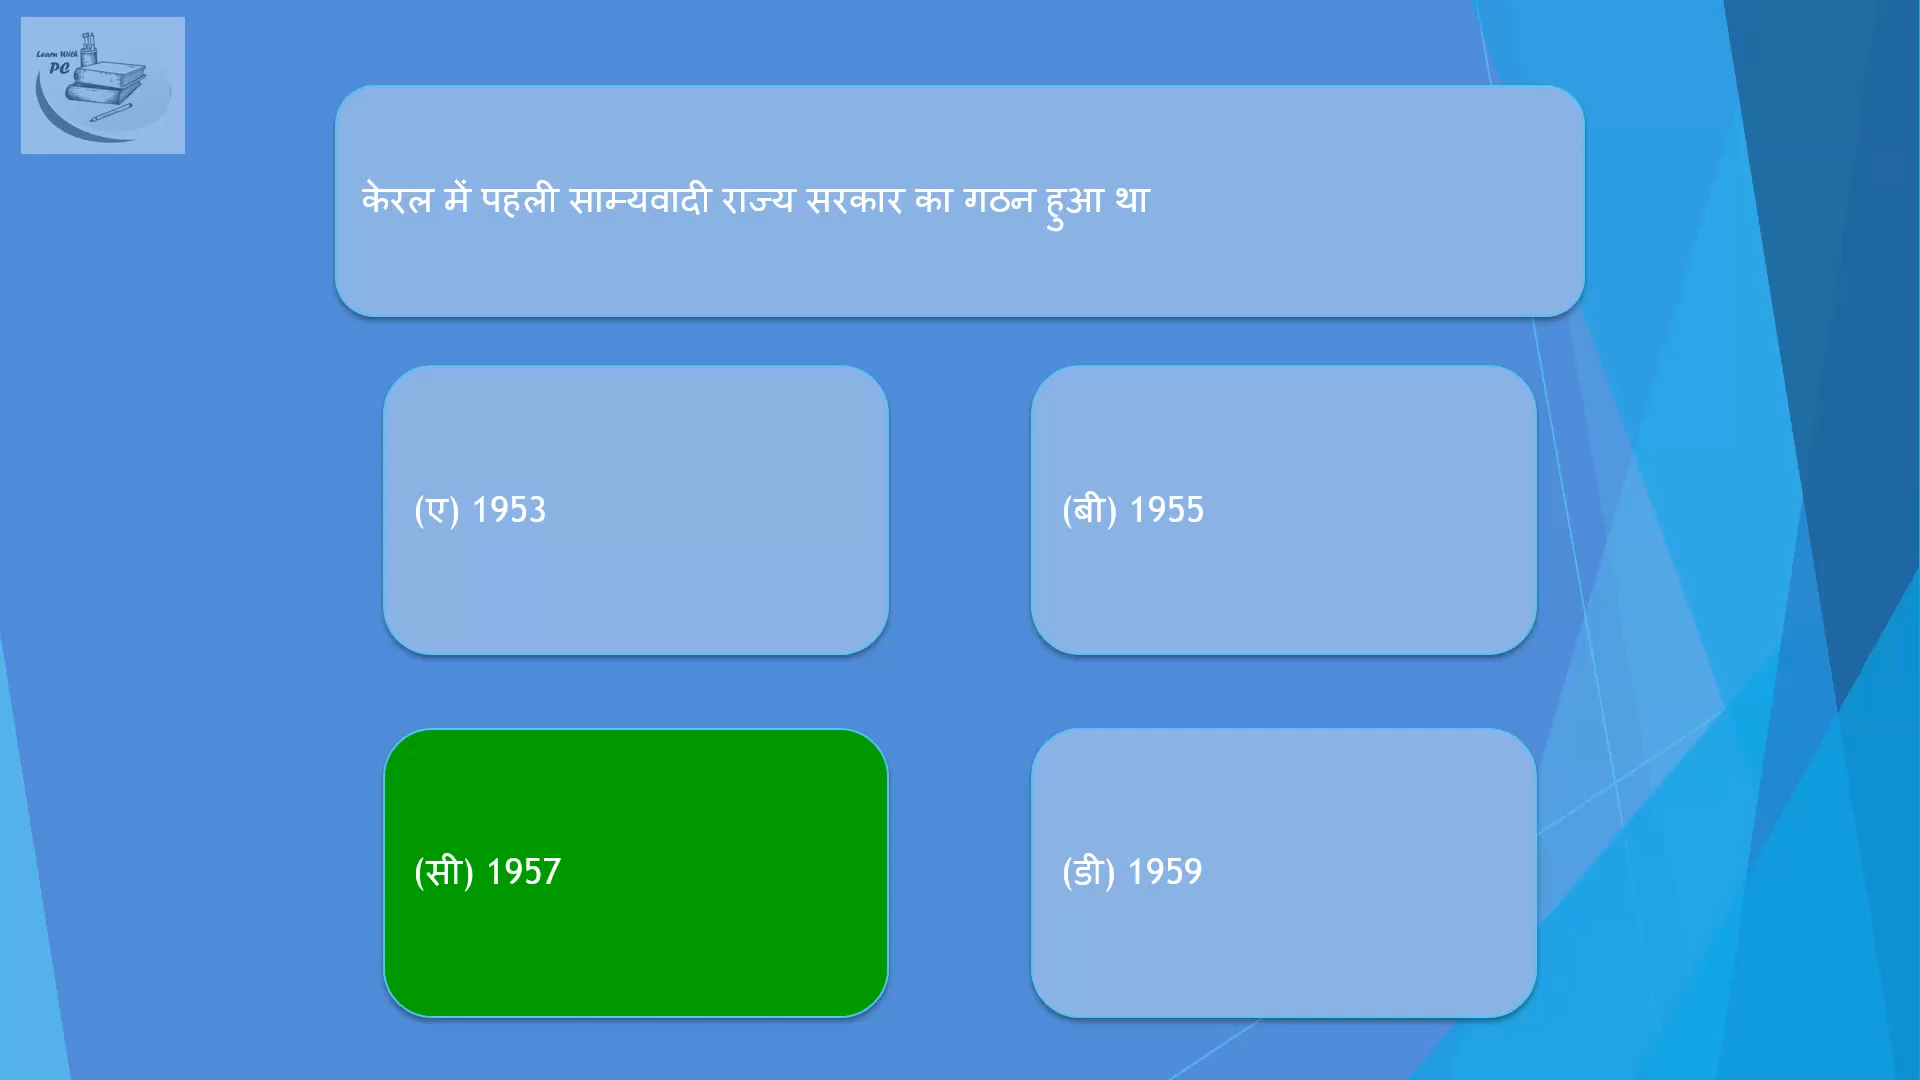 Learn With
PC
केरल में पहली साम्यवादी राज्य सरकार का गठन हुआ था
(ए) 1953
(बी) 1955
(सी) 1957
(डी) 1959